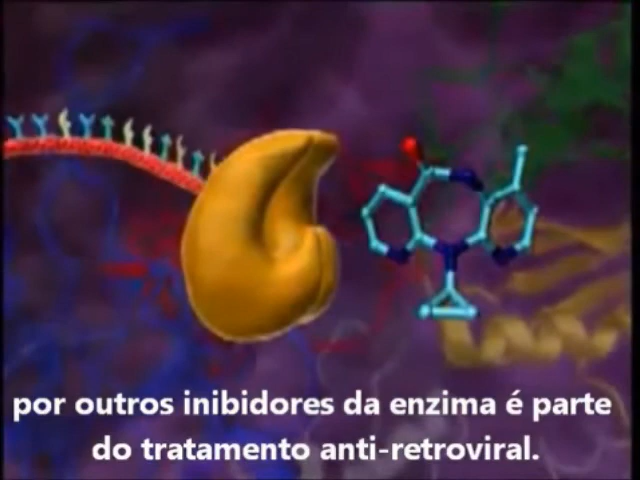 por outros inibidores da enzima é parte
do tratamento anti-retroviral.